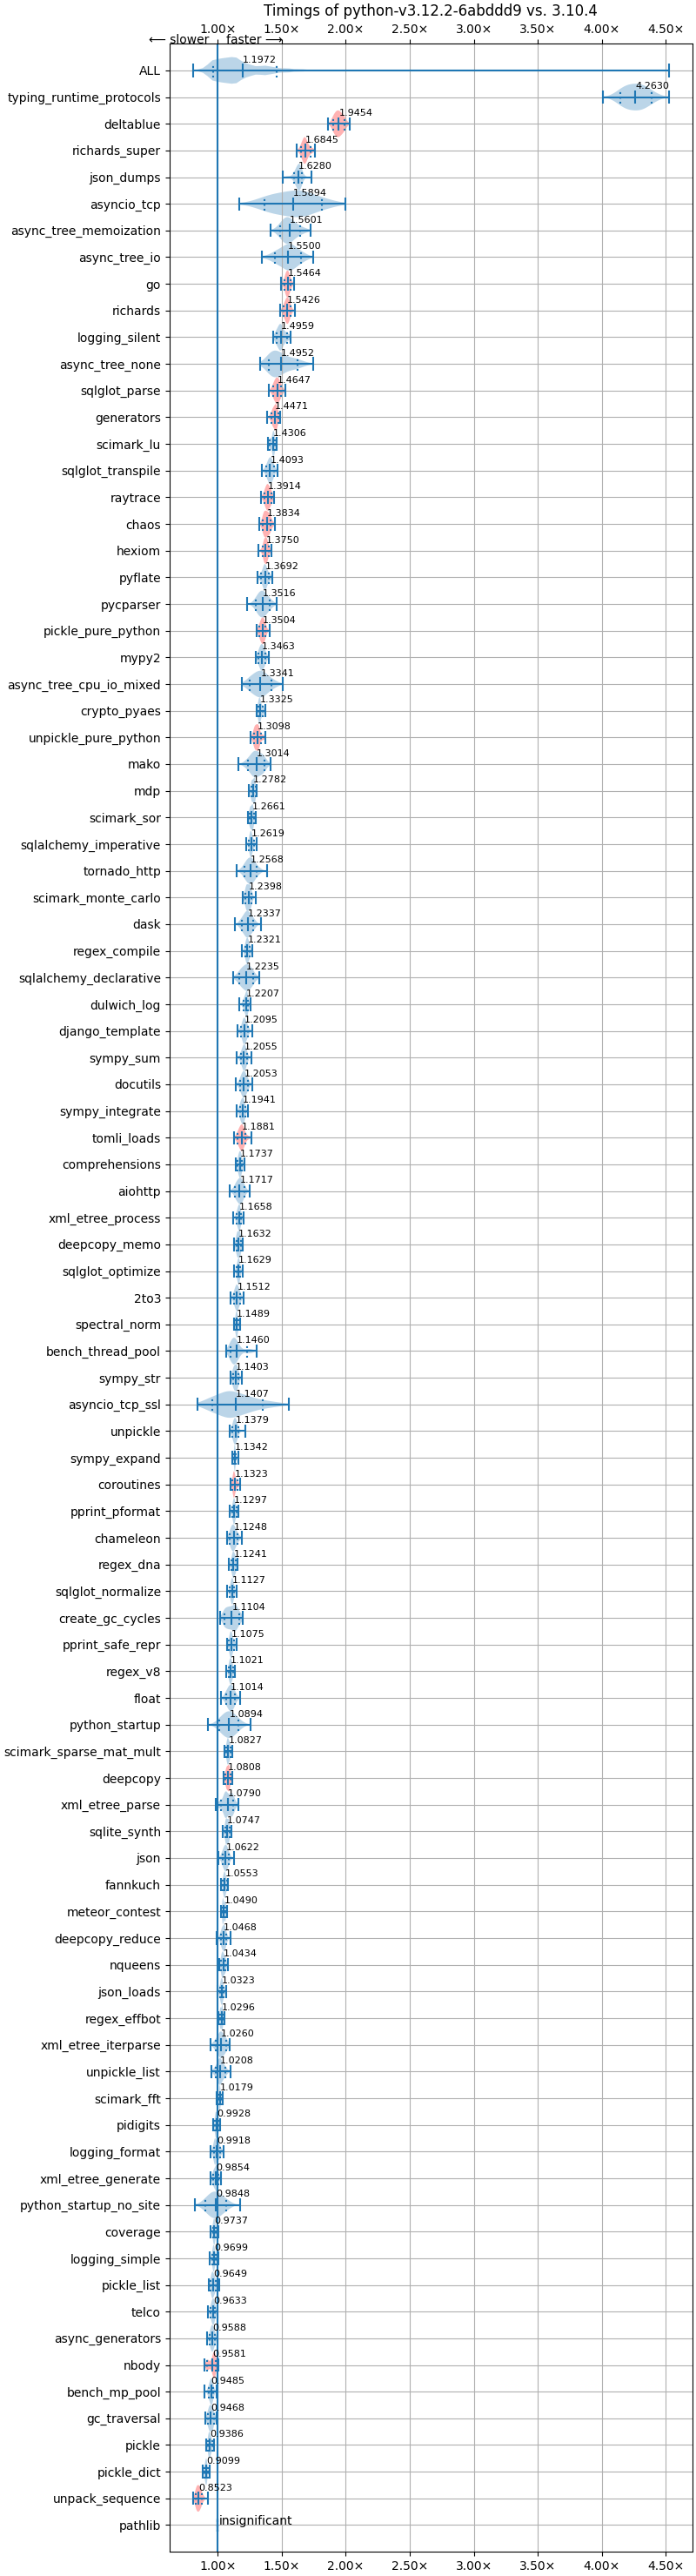 Timings of python-v3.12.2-6abddd9 vs. 3.10.4
1.00× 1.50× 2.00× 2.50× 3.00× 3.50× 4.00× 4.50×
⟵ slower faster ⟶
ALL 1.1972
typing_runtime_protocols 4.2630
deltablue 1.9454
richards_super 1.6845
json_dumps 1.6280
asyncio_tcp 1.5894
async_tree_memoization 1.5601
async_tree_io 1.5500
go 1.5464
richards 1.5426
logging_silent 1.4959
async_tree_none 1.4952
sqlglot_parse 1.4647
generators 1.4471
scimark_lu 1.4306
sqlglot_transpile 1.4093
raytrace 1.3914
chaos 1.3834
hexiom 1.3750
pyflate 1.3692
pycparser 1.3516
pickle_pure_python 1.3504
mypy2 1.3463
async_tree_cpu_io_mixed 1.3341
crypto_pyaes 1.3325
unpickle_pure_python 1.3098
mako 1.3014
mdp 1.2782
scimark_sor 1.2661
sqlalchemy_imperative 1.2619
tornado_http 1.2568
scimark_monte_carlo 1.2398
dask 1.2337
regex_compile 1.2321
sqlalchemy_declarative 1.2235
dulwich_log 1.2207
django_template 1.2095
sympy_sum 1.2055
docutils 1.2053
sympy_integrate 1.1941
tomli_loads 1.1881
comprehensions 1.1737
aiohttp 1.1717
xml_etree_process 1.1658
deepcopy_memo 1.1632
sqlglot_optimize 1.1629
2to3 1.1512
spectral_norm 1.1489
bench_thread_pool 1.1460
sympy_str 1.1403
asyncio_tcp_ssl 1.1407
unpickle 1.1379
sympy_expand 1.1342
coroutines 1.1323
pprint_pformat 1.1297
chameleon 1.1248
regex_dna 1.1241
sqlglot_normalize 1.1127
create_gc_cycles 1.1104
pprint_safe_repr 1.1075
regex_v8 1.1021
float 1.1014
python_startup 1.0894
scimark_sparse_mat_mult 1.0827
deepcopy 1.0808
xml_etree_parse 1.0790
sqlite_synth 1.0747
json 1.0622
fannkuch 1.0553
meteor_contest 1.0490
deepcopy_reduce 1.0468
nqueens 1.0434
json_loads 1.0323
regex_effbot 1.0296
xml_etree_iterparse 1.0260
unpickle_list 1.0208
scimark_fft 1.0179
pidigits 0.9928
logging_format 0.9918
xml_etree_generate 0.9854
python_startup_no_site 0.9848
coverage 0.9737
logging_simple 0.9699
pickle_list 0.9649
telco 0.9633
async_generators 0.9588
nbody 0.9581
bench_mp_pool 0.9485
gc_traversal 0.9468
pickle 0.9386
pickle_dict 0.9099
unpack_sequence 0.8523
pathlib insignificant
1.00× 1.50× 2.00× 2.50× 3.00× 3.50× 4.00× 4.50×